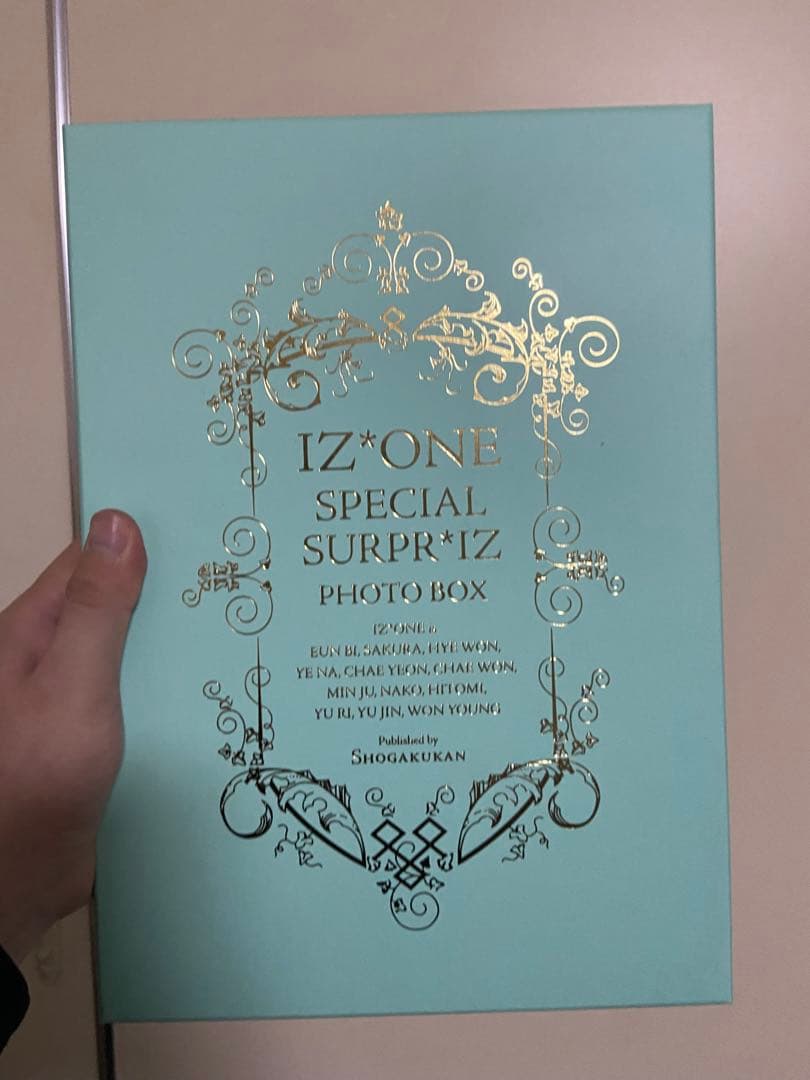 IZ*ONE
SPECIAL
SURPR*IZ
PHOTO BOX
IZ*ONE is
EUN BI, SAKURA, HYE WON,
YE NA, CHAE YEON, CHAE WON,
MIN JU, NAKO, HITOMI,
YU RI, YU JIN, WON YOUNG
Published by
SHOGAKUKAN